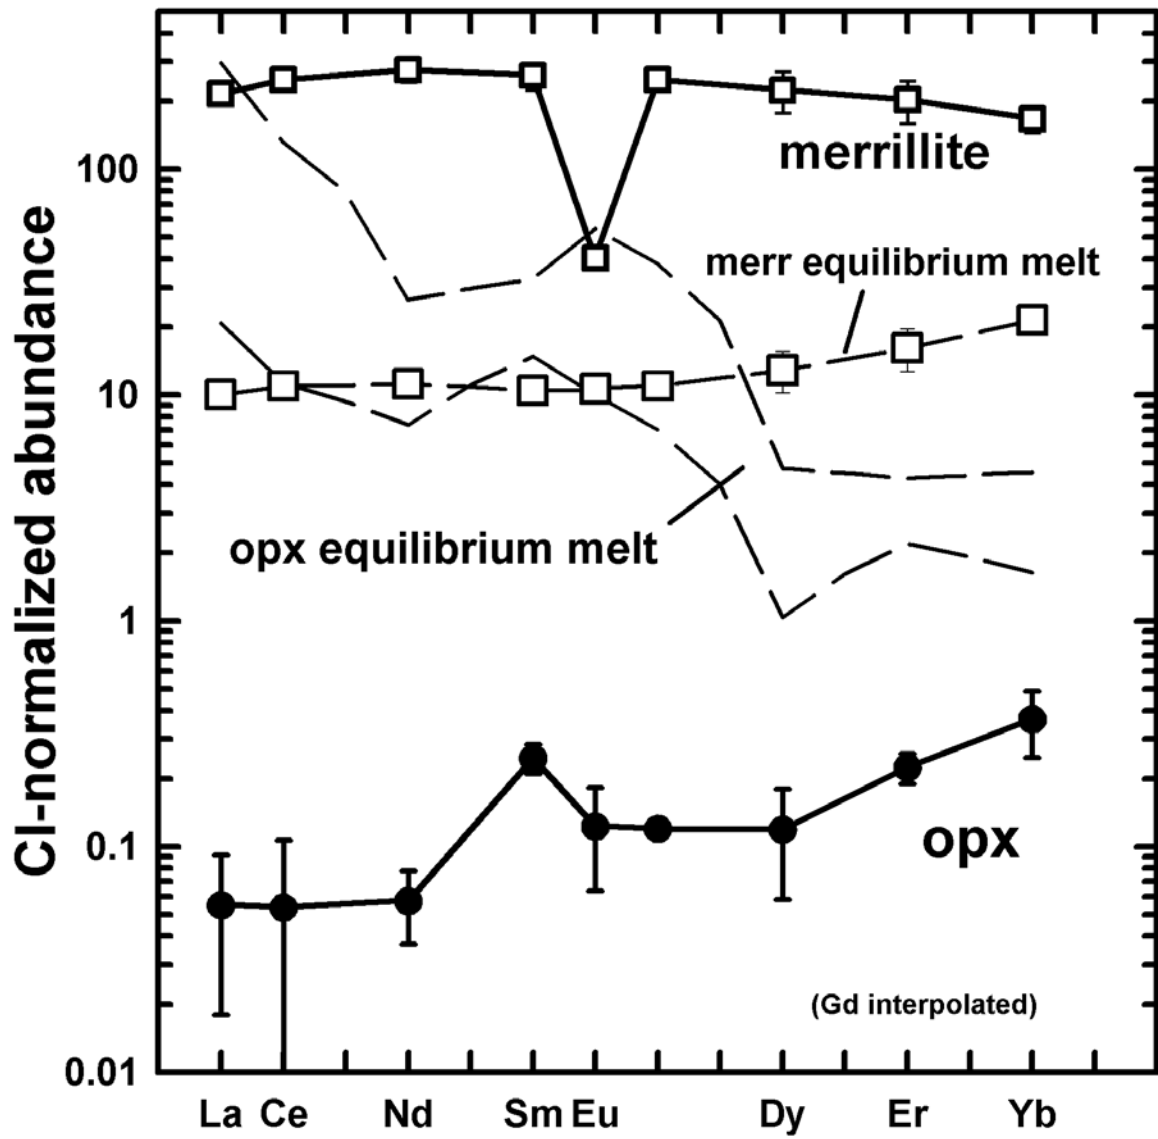 CI-normalized abundance
100
10
1
0.1
0.01
merrillite
merr equilibrium melt
opx equilibrium melt
opx
(Gd interpolated)
La Ce Nd Sm Eu Dy Er Yb